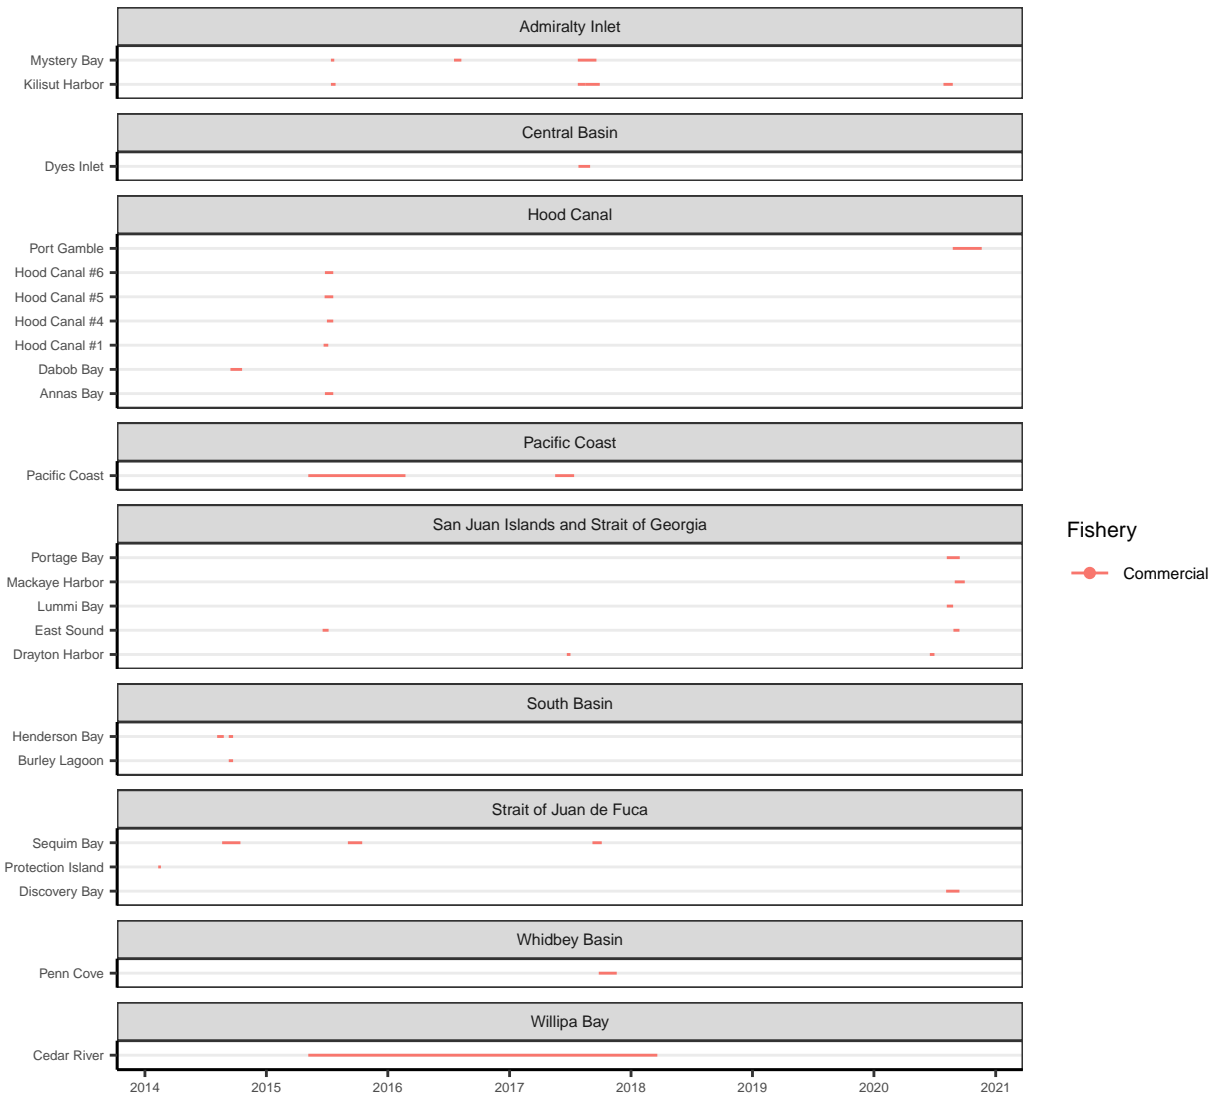 Admiralty Inlet
Mystery Bay
Kilisut Harbor
Central Basin
Dyes Inlet
Hood Canal
Port Gamble
Hood Canal #6
Hood Canal #5
Hood Canal #4
Hood Canal #1
Dabob Bay
Annas Bay
Pacific Coast
Pacific Coast
San Juan Islands and Strait of Georgia
Portage Bay
Mackaye Harbor
Lummi Bay
East Sound
Drayton Harbor
South Basin
Henderson Bay
Burley Lagoon
Strait of Juan de Fuca
Sequim Bay
Protection Island
Discovery Bay
Whidbey Basin
Penn Cove
Willipa Bay
Cedar River
2014 2015 2016 2017 2018 2019 2020 2021
Fishery
Commercial